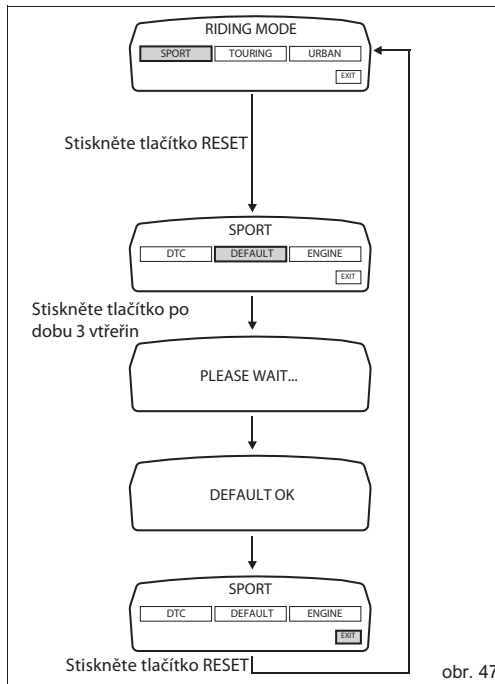 RIDING MODE
SPORT TOURING URBAN
EXIT
Stiskněte tlačítko RESET
SPORT
DTC DEFAULT ENGINE
EXIT
Stiskněte tlačítko po
dobu 3 vtřeřin
PLEASE WAIT...
DEFAULT OK
SPORT
DTC DEFAULT ENGINE
EXIT
Stiskněte tlačítko RESET
obr. 47